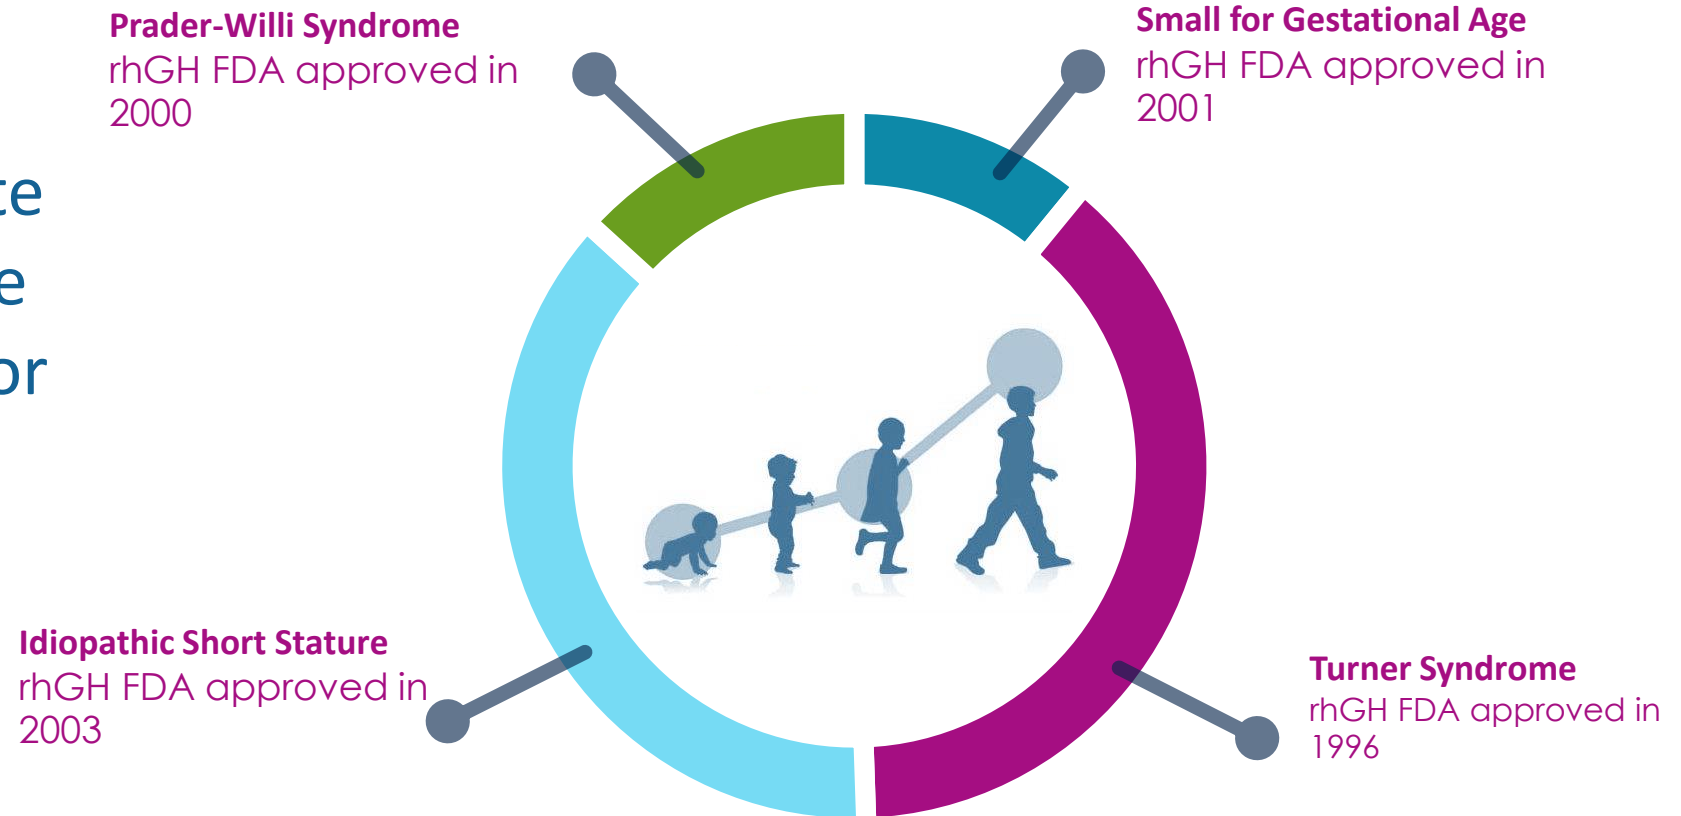 Prader-Willi Syndrome
rhGH FDA approved in
2000
Small for Gestational Age
rhGH FDA approved in
2001
Idiopathic Short Stature
rhGH FDA approved in
2003
Turner Syndrome
rhGH FDA approved in
1996